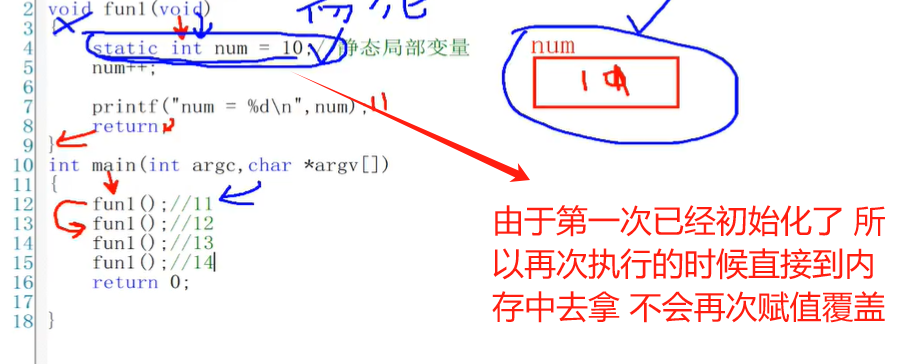 2 void fun1(void)
3 {
4 static int num = 10;//静态局部变量
5 num++;
6
7 printf("num = %d\n",num);11
8 return;
9 }
10 int main(int argc,char *argv[])
11 {
12 fun1();//11
13 fun1();//12
14 fun1();//13
15 fun1();//14
16 return 0;
17
18 }
num
由于第一次已经初始化了 所
以再次执行的时候直接到内
存中去拿 不会再次赋值覆盖